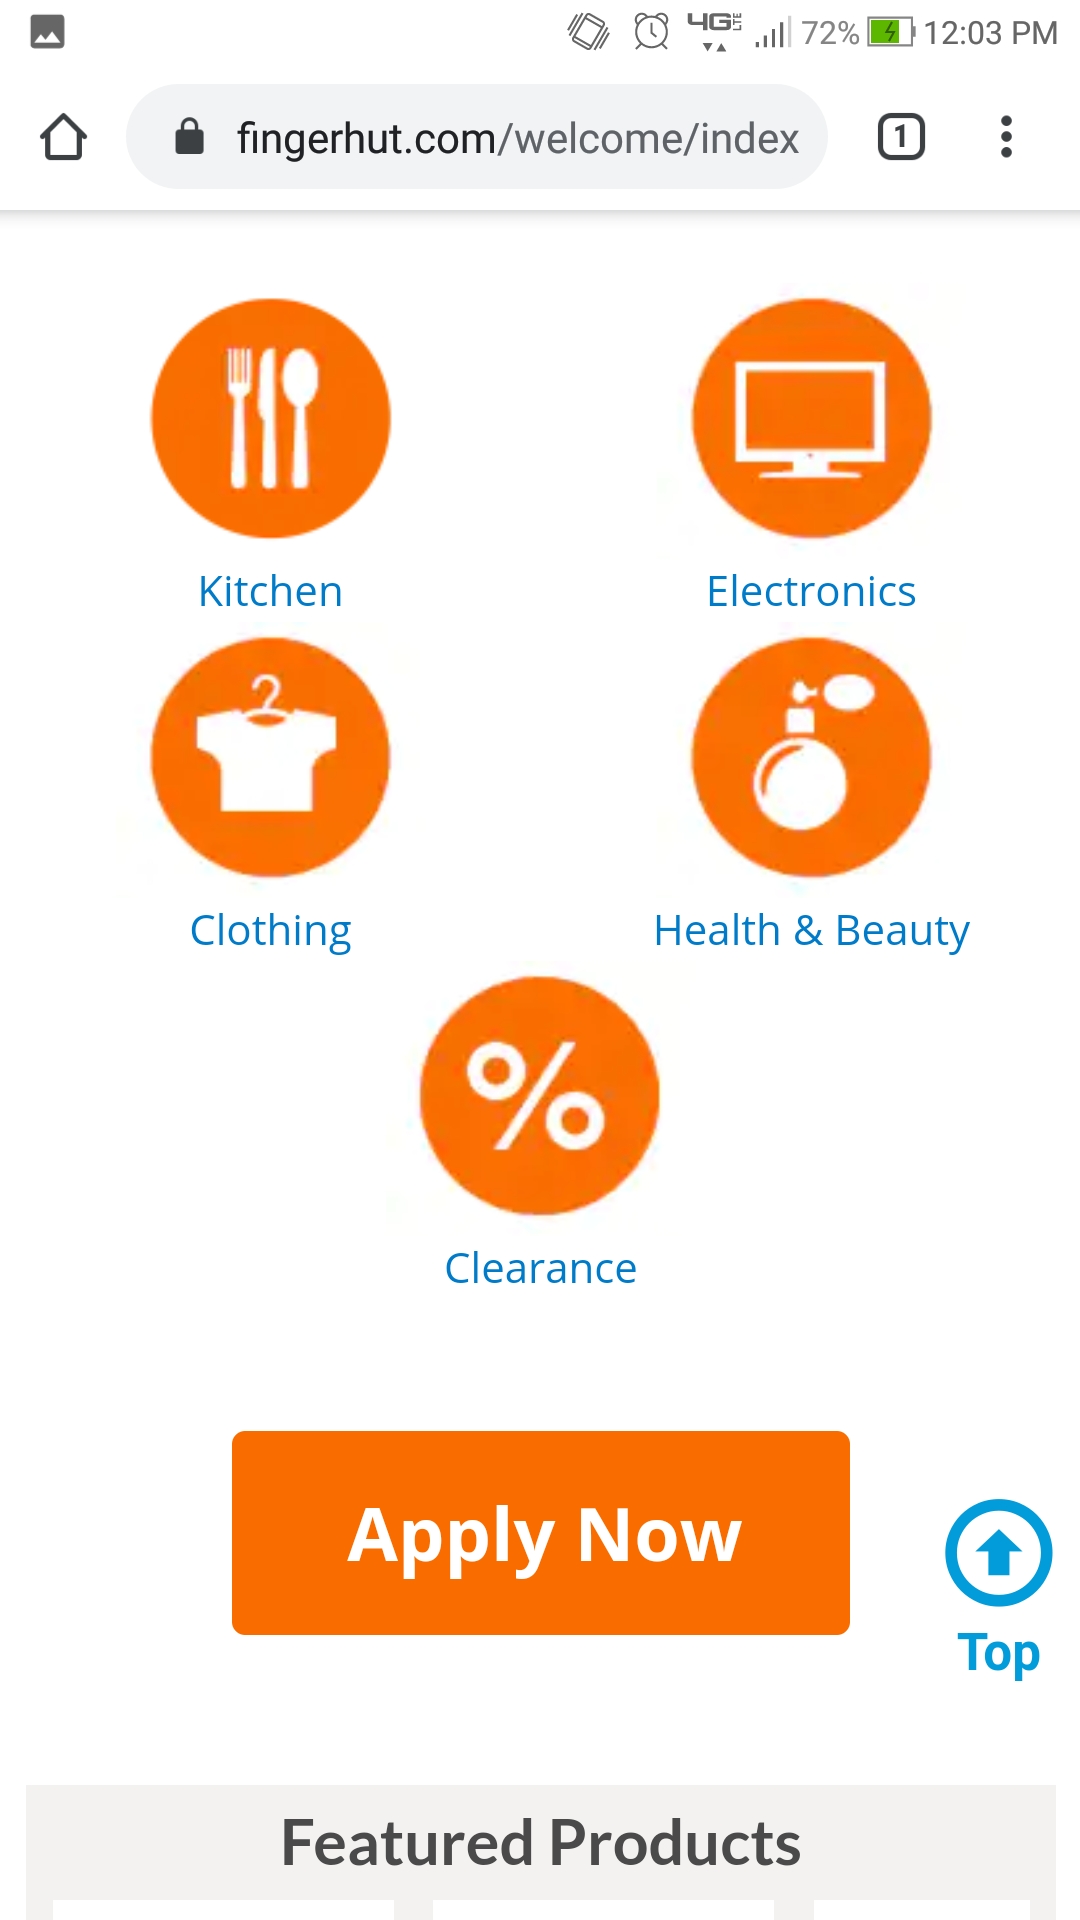 4G LTE 72% 12:03 PM
fingerhut.com/welcome/index
1
Kitchen
Electronics
Clothing
Health & Beauty
%
Clearance
Apply Now
Top
Featured Products